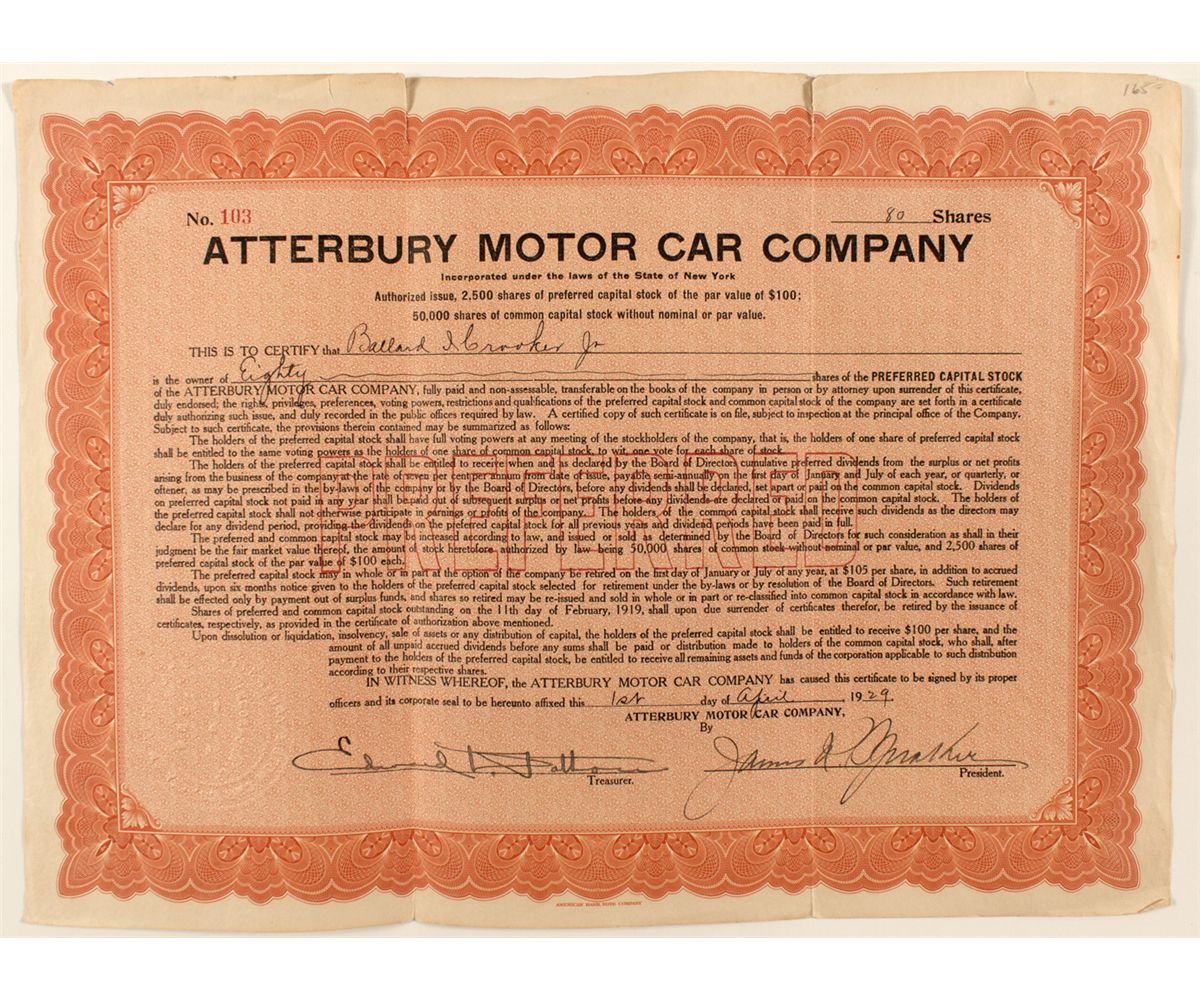 165-
No. 103
80 Shares
ATTERBURY MOTOR CAR COMPANY
Incorporated under the laws of the State of New York
Authorized issue, 2,500 shares of preferred capital stock of the par value of $100;
50,000 shares of common capital stock without nominal or par value.
THIS IS TO CERTIFY that Ballard I. Crooker Jr
is the owner of Eighty shares of the PREFERRED CAPITAL STOCK
of the ATTERBURY MOTOR CAR COMPANY, fully paid and non-assessable, transferable on the books of the company in person or by attorney upon surrender of this certificate,
duly endorsed; the rights, privileges, preferences, voting powers, restrictions and qualifications of the preferred capital stock and common capital stock of the company are set forth in a certificate
duly authorizing such issue, and duly recorded in the public offices required by law. A certified copy of such certificate is on file, subject to inspection at the principal office of the Company.
Subject to such certificate, the provisions therein contained may be summarized as follows:
The holders of the preferred capital stock shall have full voting powers at any meeting of the stockholders of the company, that is, the holders of one share of preferred capital stock
shall be entitled to the same voting powers as the holders of one share of common capital stock, to wit, one vote for each share of stock.
The holders of the preferred capital stock shall be entitled to receive when and as declared by the Board of Directors cumulative preferred dividends from the surplus or net profits
arising from the business of the company at the rate of seven per cent per annum from date of issue, payable semi-annually on the first day of January and July of each year, or quarterly, or
oftener, as may be prescribed in the by-laws of the company or by the Board of Directors, before any dividends shall be declared, set apart or paid on the common capital stock. Dividends
on preferred capital stock not paid in any year shall be paid out of subsequent surplus or net profits before any dividends are declared or paid on the common capital stock. The holders of
the preferred capital stock shall not otherwise participate in earnings or profits of the company. The holders of the common capital stock shall receive such dividends as the directors may
declare for any dividend period, providing the dividends on the preferred capital stock for all previous years and dividend periods have been paid in full.
PREFERRED
The preferred and common capital stock may be increased according to law, and issued or sold as determined by the Board of Directors for such consideration as shall in their
judgment be the fair market value thereof, the amount of stock heretofore authorized by law being 50,000 shares of common stock without nominal or par value, and 2,500 shares of
preferred capital stock of the par value of $100 each.
The preferred capital stock may in whole or in part at the option of the company be retired on the first day of January or July of any year, at $105 per share, in addition to accrued
dividends, upon six months notice given to the holders of the preferred capital stock selected for retirement under the by-laws or by resolution of the Board of Directors. Such retirement
shall be effected only by payment out of surplus funds, and shares so retired may be re-issued and sold in whole or in part or re-classified into common capital stock in accordance with law.
Shares of preferred and common capital stock outstanding on the 11th day of February, 1919, shall upon due surrender of certificates therefor, be retired by the issuance of
certificates, respectively, as provided in the certificate of authorization above mentioned.
Upon dissolution or liquidation, insolvency, sale of assets or any distribution of capital, the holders of the preferred capital stock shall be entitled to receive $100 per share, and the
amount of all unpaid accrued dividends before any sums shall be paid or distribution made to holders of the common capital stock, who shall, after
payment to the holders of the preferred capital stock, be entitled to receive all remaining assets and funds of the corporation applicable to such distribution
according to their respective shares.
IN WITNESS WHEREOF, the ATTERBURY MOTOR CAR COMPANY has caused this certificate to be signed by its proper
officers and its corporate seal to be hereunto affixed this 1st day of April, 1929.
ATTERBURY MOTOR CAR COMPANY,
By
Edward
James
Treasurer.
President.
AMERICAN BANK NOTE COMPANY